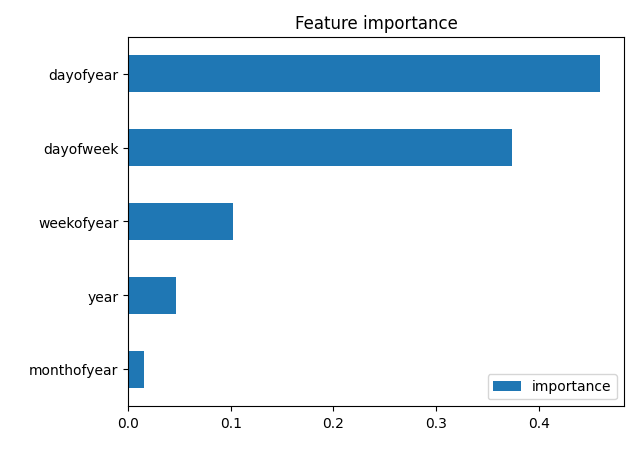 Feature importance
dayofyear
dayofweek
weekofyear
year
monthofyear
importance
0.0 0.1 0.2 0.3 0.4